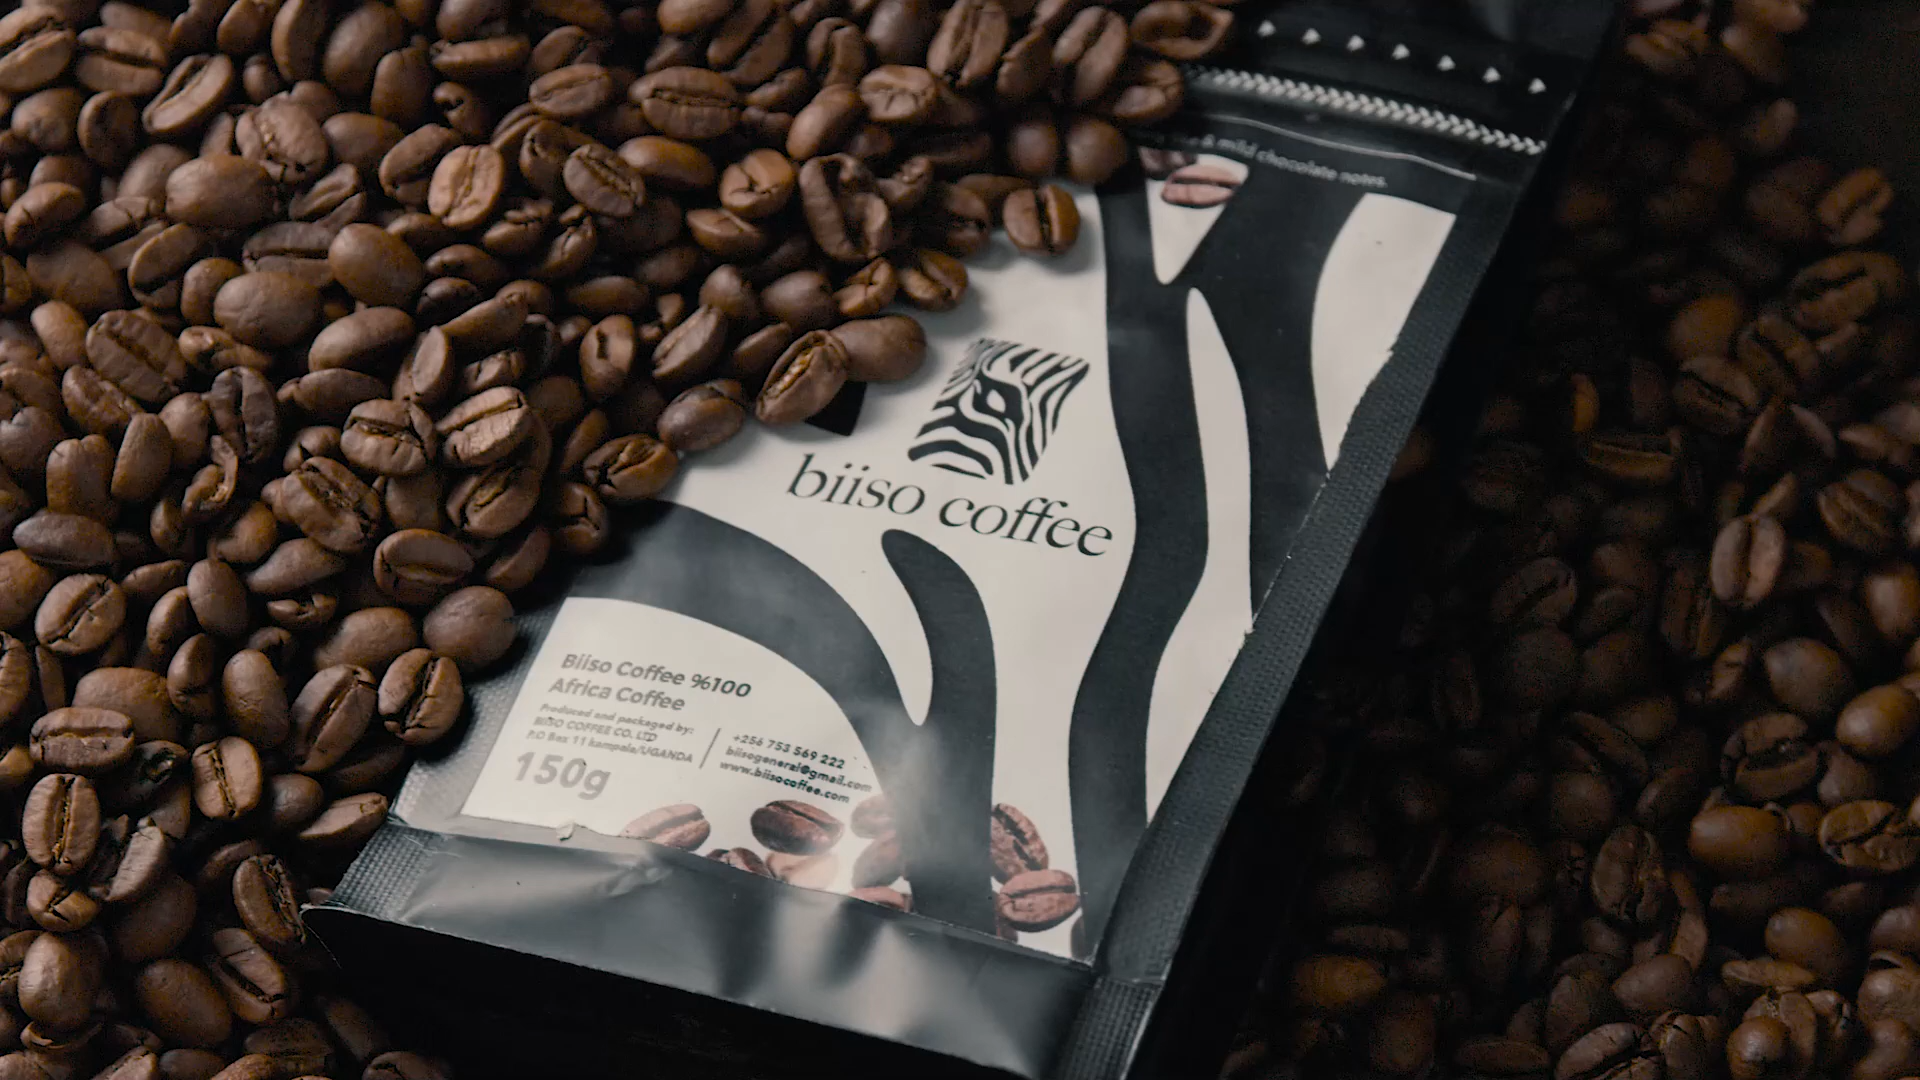 & mild chocolate notes.
biiso coffee
Biiso Coffee %100
Africa Coffee
Produced and packaged by:
BIISO COFFEE CO. LTD
P.O Box 11 kampala/UGANDA
150g
+256 753 569 222
biisogeneral@gmail.com
www.biisocoffee.com